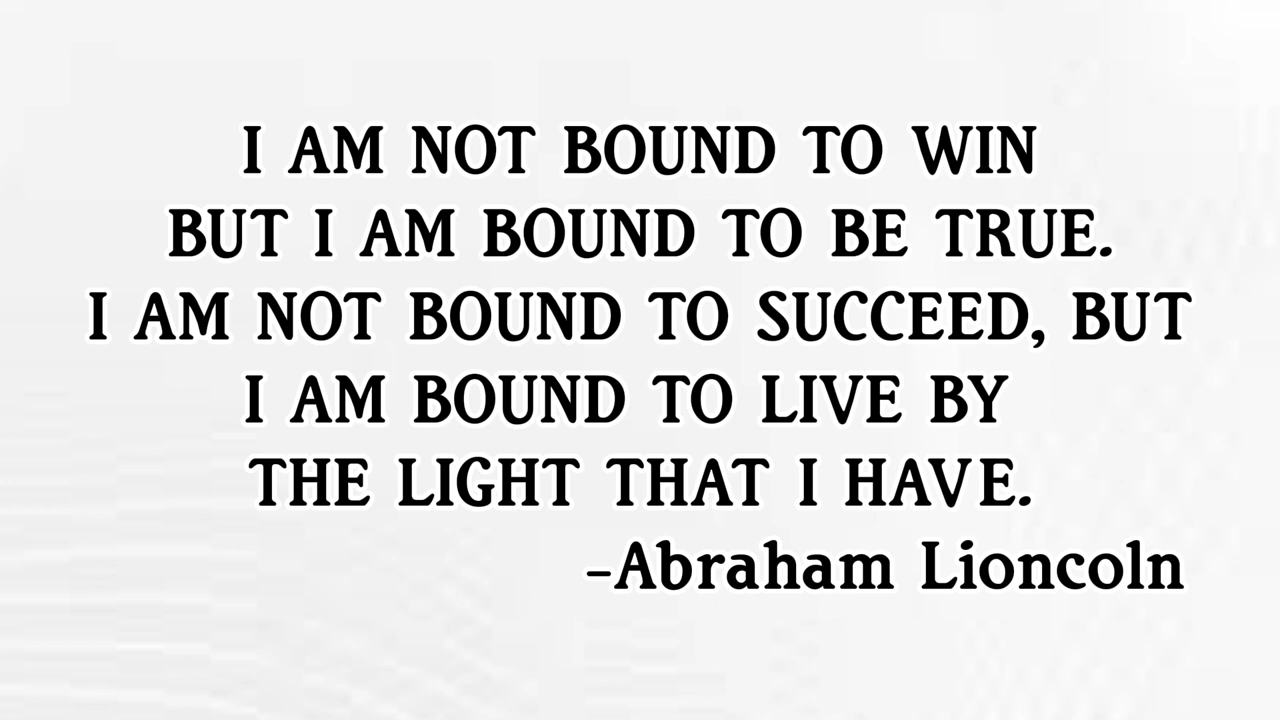 I AM NOT BOUND TO WIN
BUT I AM BOUND TO BE TRUE.
I AM NOT BOUND TO SUCCEED, BUT
I AM BOUND TO LIVE BY
THE LIGHT THAT I HAVE.
-Abraham Lioncoln